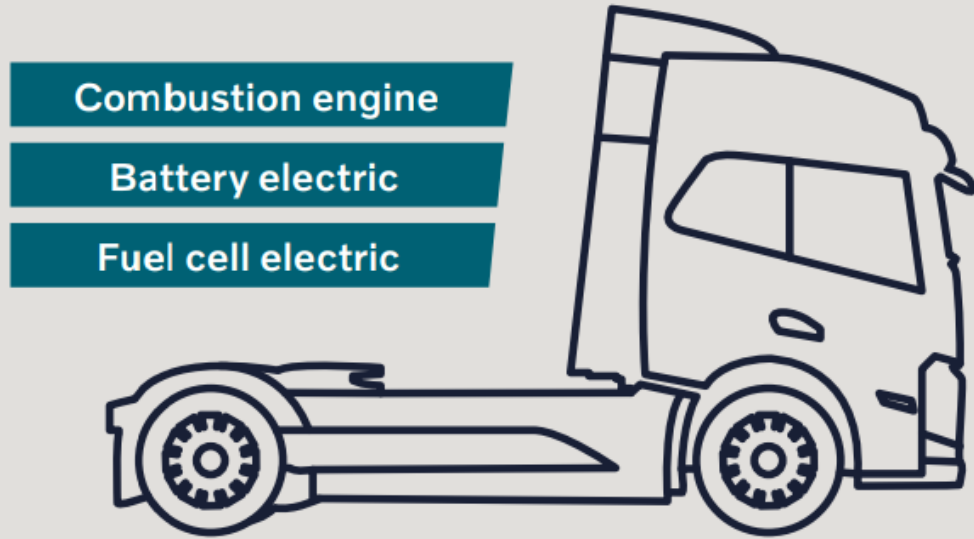 Combustion engine
Battery electric
Fuel cell electric